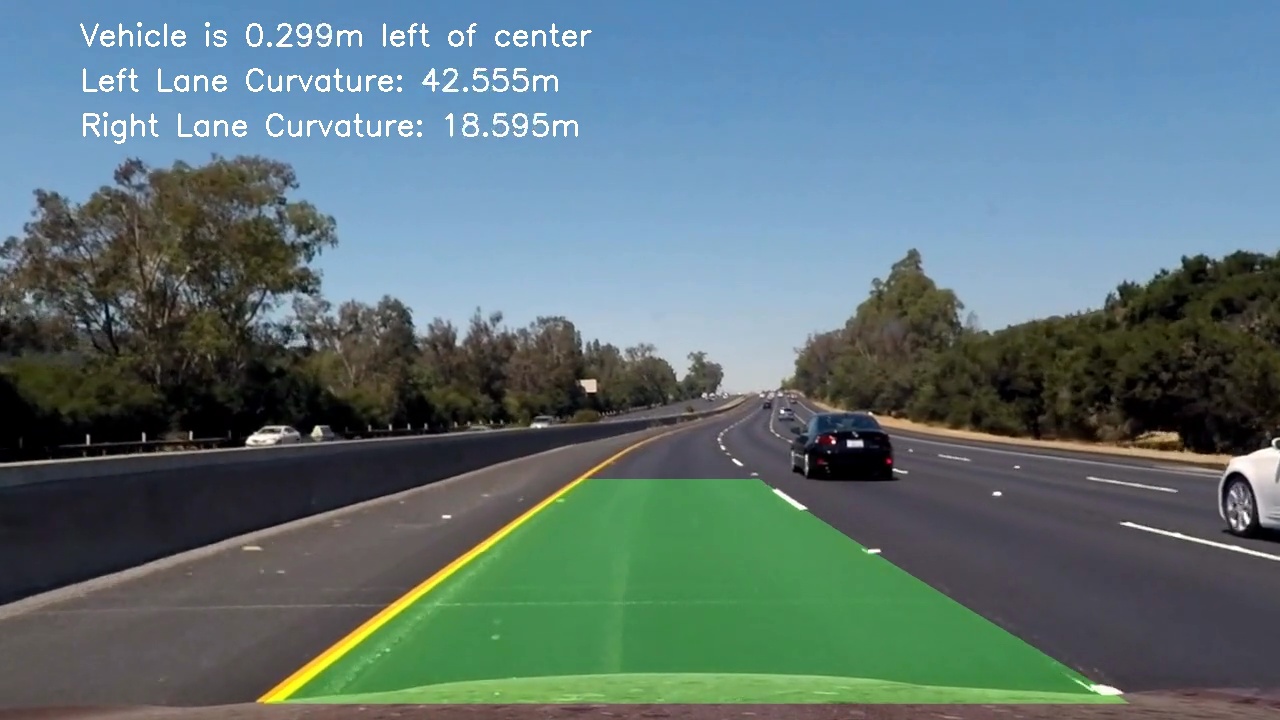 Vehicle is 0.299m left of center
Left Lane Curvature: 42.555m
Right Lane Curvature: 18.595m